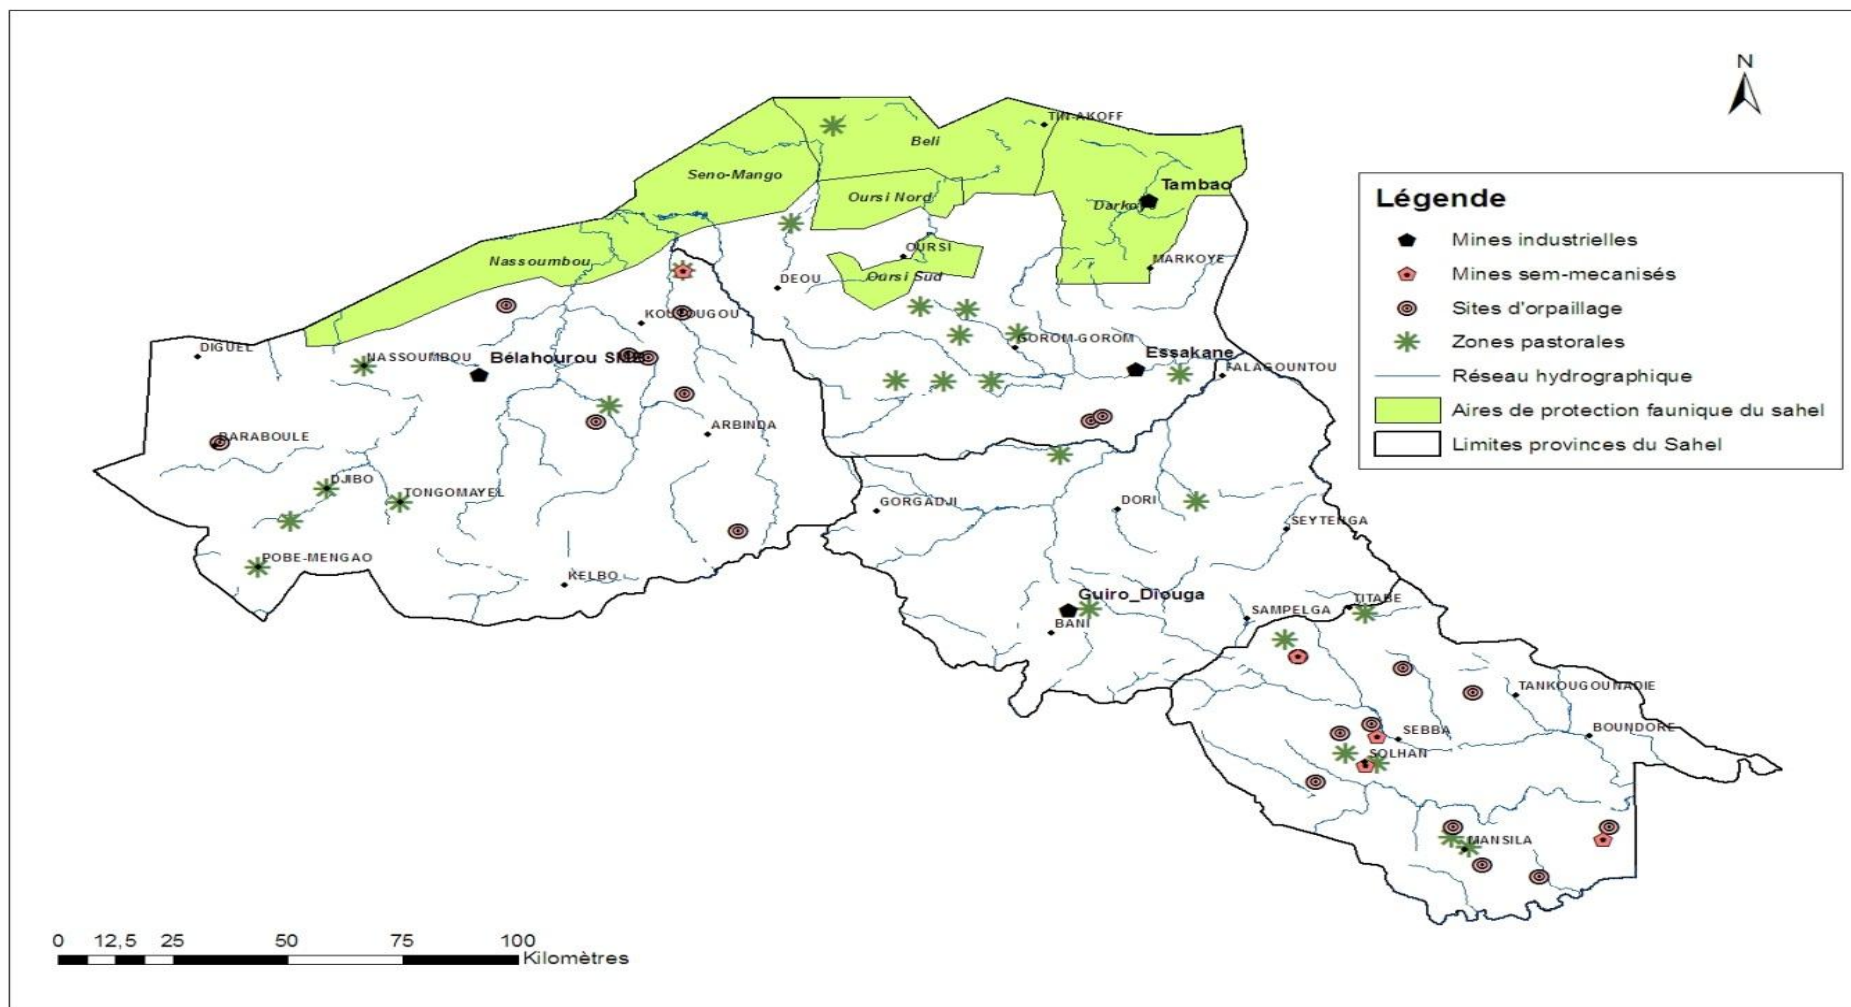 N
TIN-AKOFF
Beli
Seno-Mango
Tambao
Oursi Nord
Légende
Mines industrielles
OURSI
Nassoumbou
MARKOYE
Mines sem-mecanisés
DEOU
Oursi Sud
Sites d'orpaillage
GOROM-GOROM
Zones pastorales
DIGUEL
NASSOUMBOU
Bélahourou
Essakane
FALAGOUNTOU
Réseau hydrographique
Aires de protection faunique du sahel
ARBINDA
BARABOULE
Limites provinces du Sahel
DJIBO
TONGOMAYEL
GORGADJI
DORI
SEYTENGA
POBE-MENGAO
KELBO
Guiro_Diouga
TITABE
SAMPELGA
BANI
TANKOUGOUNADIE
SEBBA
BOUNDORE
SOLHAN
MANSILA
0 12,5 25 50 75 100
Kilomètres